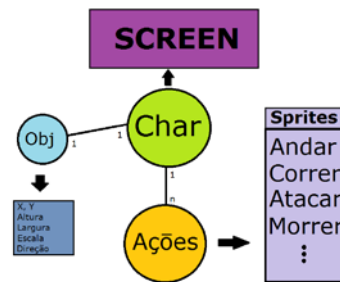 SCREEN
Sprites
Obj
1
1
Char
Andar
Correr
Atacar
Morrer
1
X, Y
Altura
Largura
Escala
Direção
n
Ações